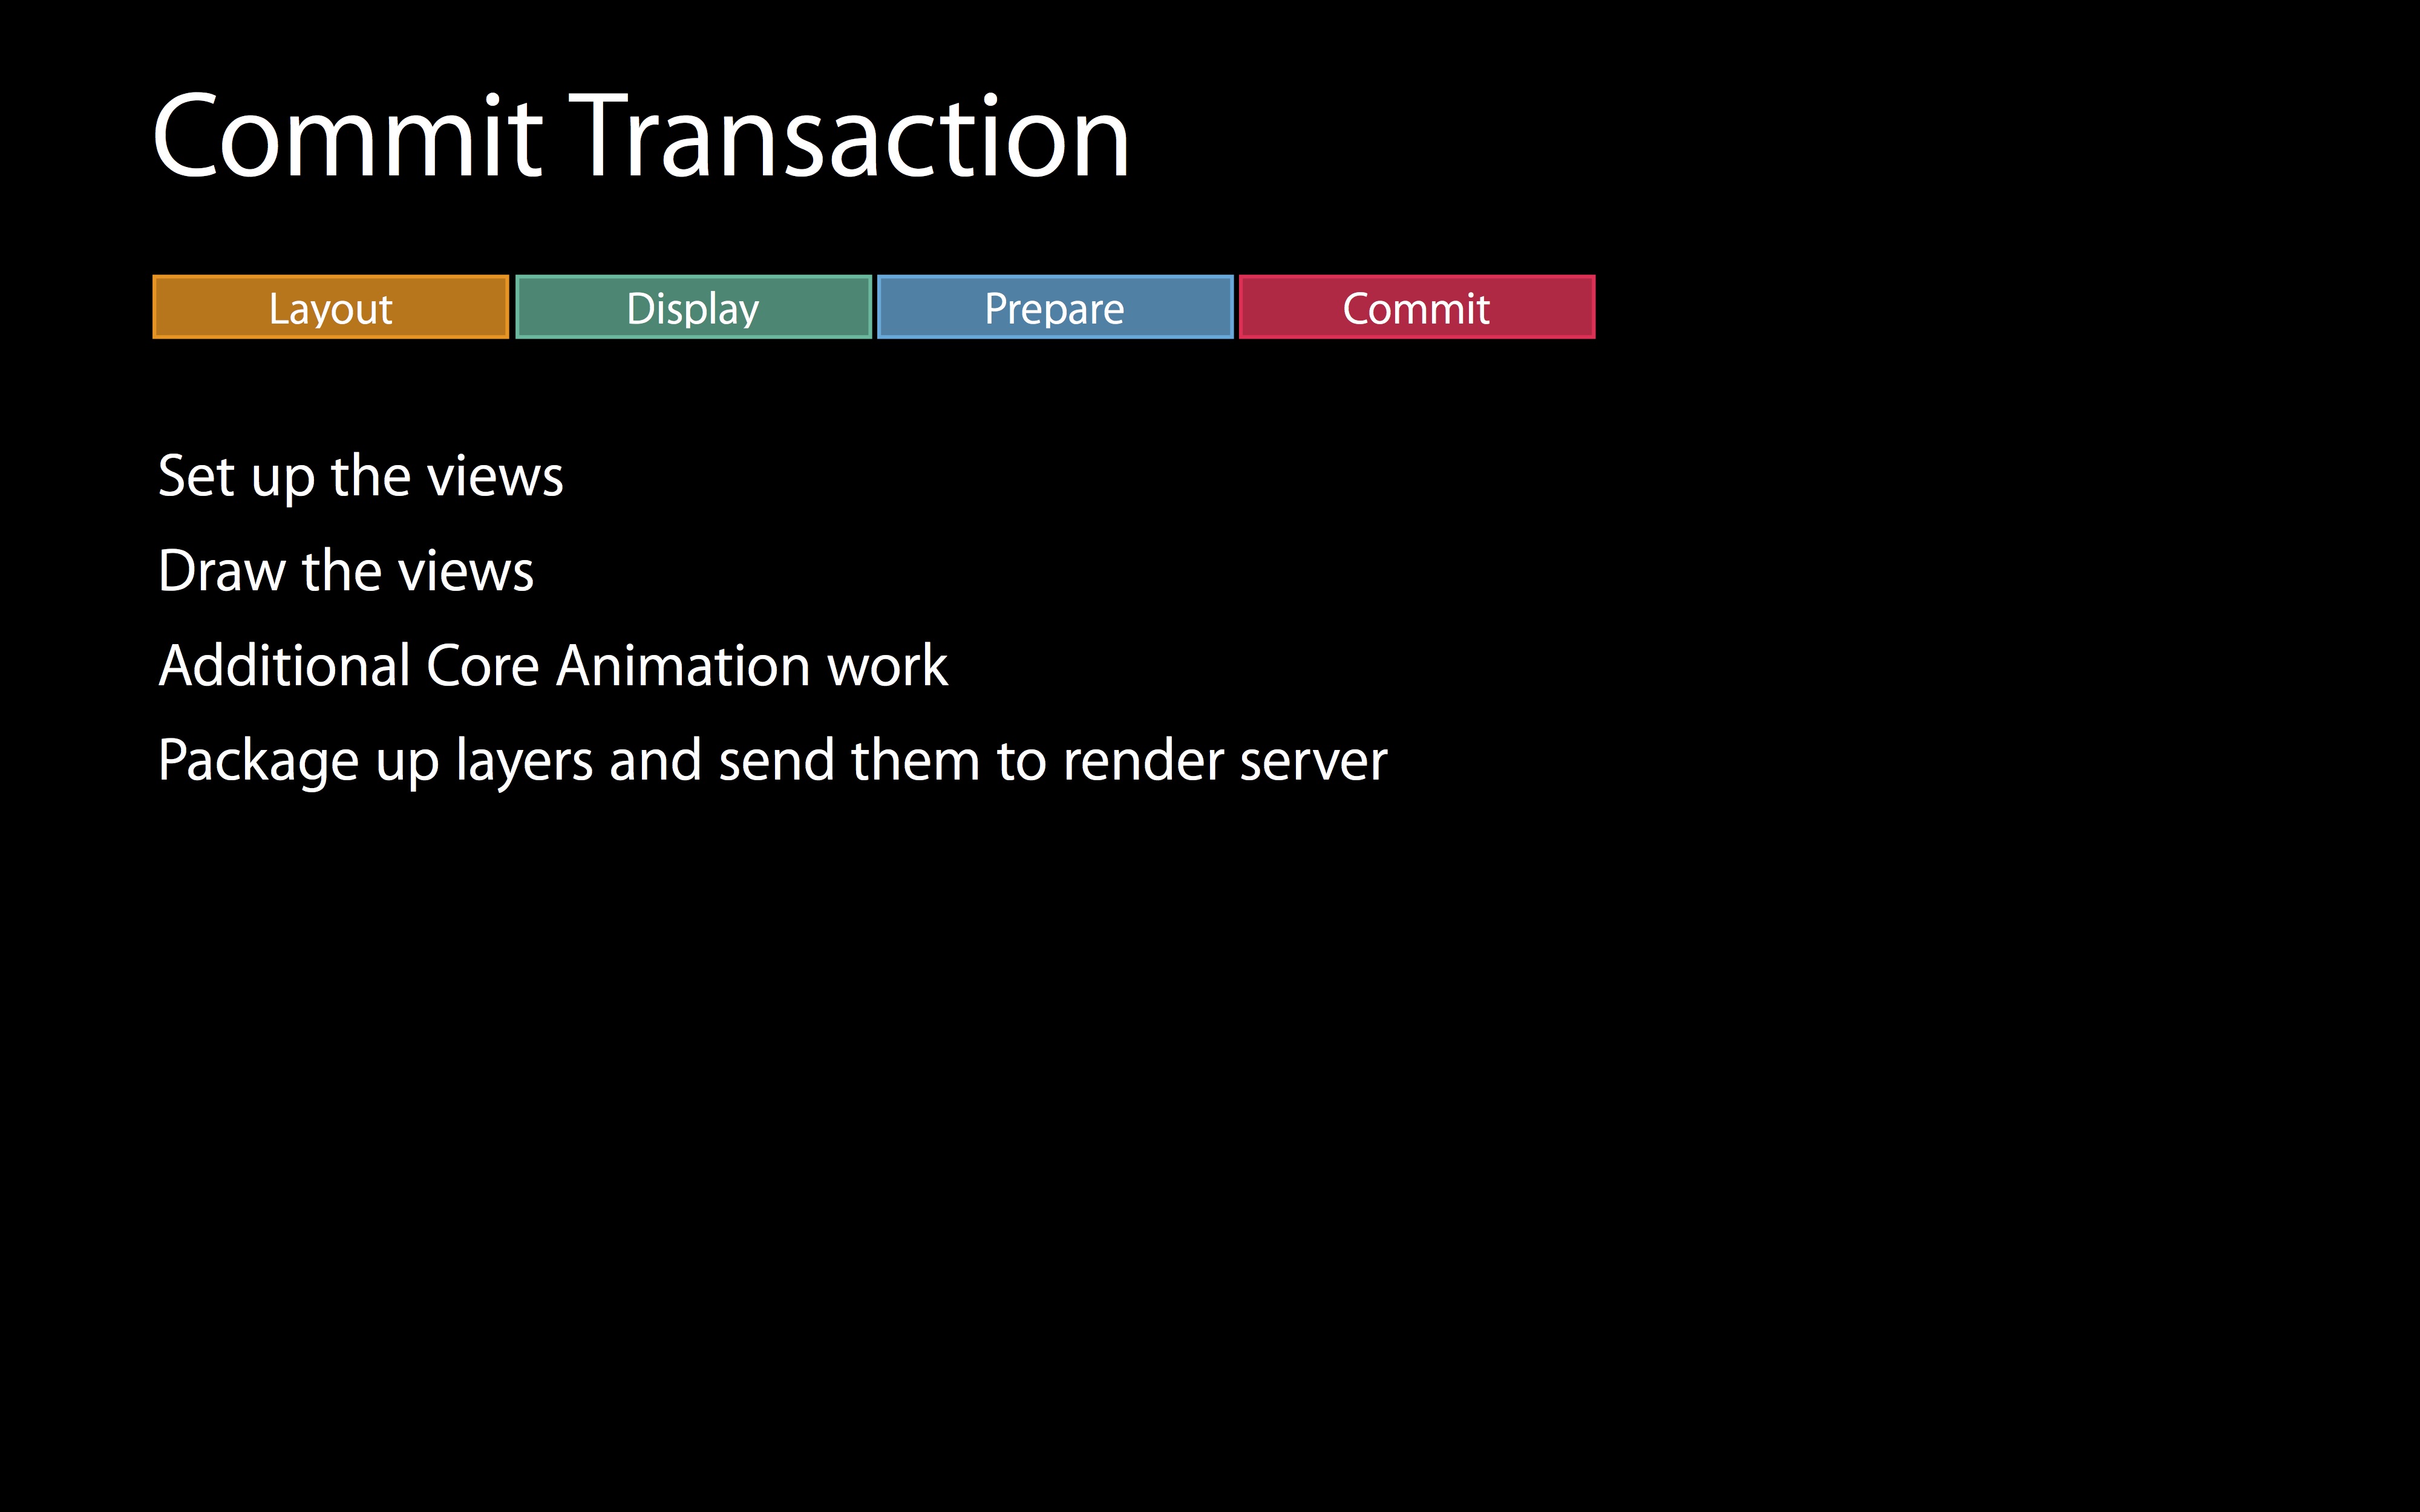 Commit Transaction
Layout Display Prepare Commit
Set up the views
Draw the views
Additional Core Animation work
Package up layers and send them to render server